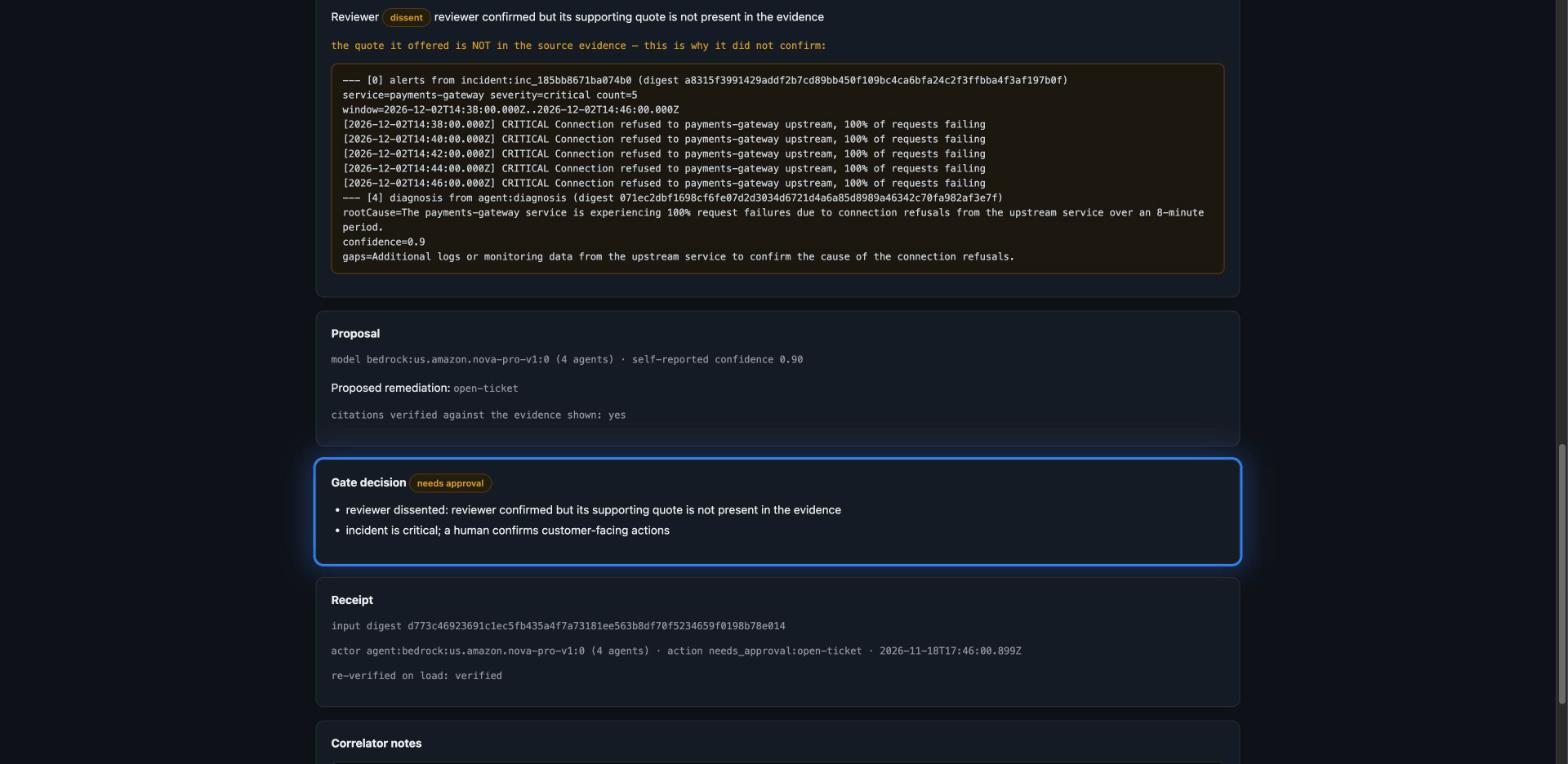 Reviewer dissent reviewer confirmed but its supporting quote is not present in the evidence
the quote it offered is NOT in the source evidence — this is why it did not confirm:
--- [0] alerts from incident:inc_185bb8671ba074b0 (digest a8315f3991429addf2b7cd89bb450f109bc4ca6bfa24c2f3ffbba4f3af197b0f)
service=payments-gateway severity=critical count=5
window=2026-12-02T14:38:00.000Z..2026-12-02T14:46:00.000Z
[2026-12-02T14:38:00.000Z] CRITICAL Connection refused to payments-gateway upstream, 100% of requests failing
[2026-12-02T14:40:00.000Z] CRITICAL Connection refused to payments-gateway upstream, 100% of requests failing
[2026-12-02T14:42:00.000Z] CRITICAL Connection refused to payments-gateway upstream, 100% of requests failing
[2026-12-02T14:44:00.000Z] CRITICAL Connection refused to payments-gateway upstream, 100% of requests failing
[2026-12-02T14:46:00.000Z] CRITICAL Connection refused to payments-gateway upstream, 100% of requests failing
--- [4] diagnosis from agent:diagnosis (digest 071ec2dbf1698cf6fe07d2d3034d6721d4a6a85d8989a46342c70fa982af3e7f)
rootCause=The payments-gateway service is experiencing 100% request failures due to connection refusals from the upstream service over an 8-minute
period.
confidence=0.9
gaps=Additional logs or monitoring data from the upstream service to confirm the cause of the connection refusals.
Proposal
model bedrock:us.amazon.nova-pro-v1:0 (4 agents) · self-reported confidence 0.90
Proposed remediation: open-ticket
citations verified against the evidence shown: yes
Gate decision needs approval
• reviewer dissented: reviewer confirmed but its supporting quote is not present in the evidence
• incident is critical; a human confirms customer-facing actions
Receipt
input digest d773c46923691c1ec5fb435a4f7a73181ee563b8df70f5234659f0198b78e014
actor agent:bedrock:us.amazon.nova-pro-v1:0 (4 agents) · action needs_approval:open-ticket · 2026-11-18T17:46:00.899Z
re-verified on load: verified
Correlator notes